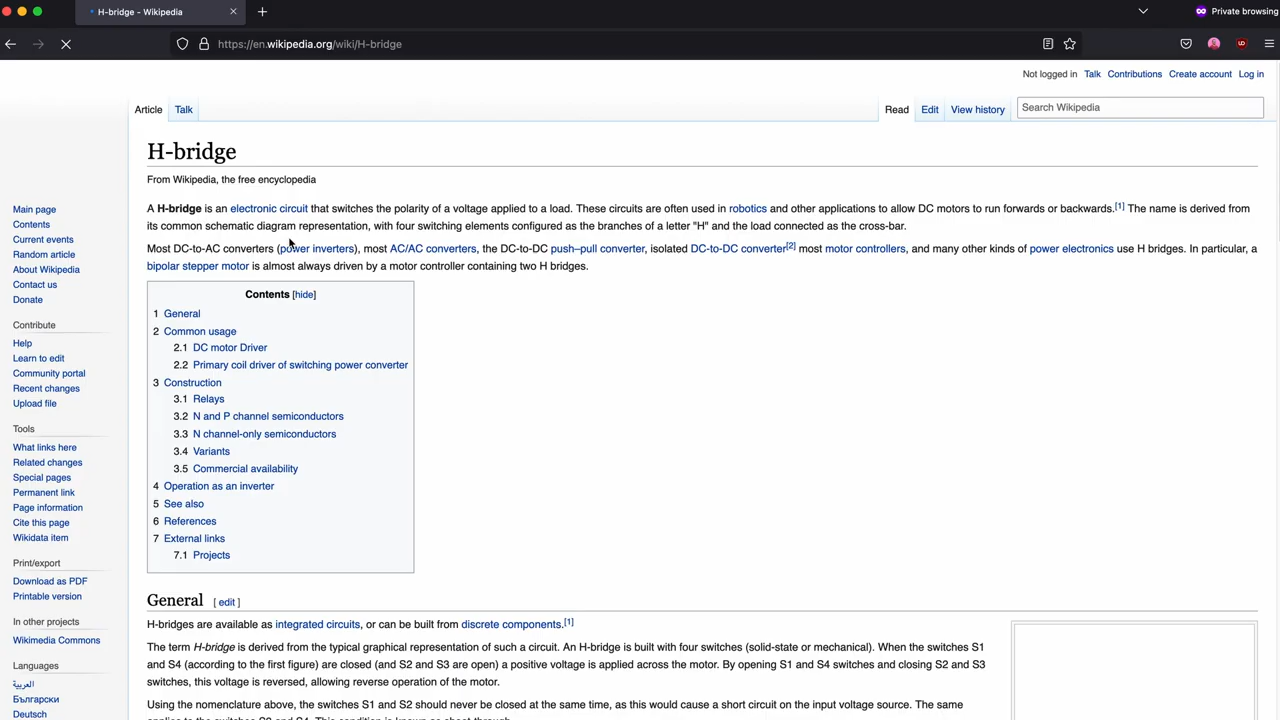 H-bridge - Wikipedia
Private browsing
https://en.wikipedia.org/wiki/H-bridge
Not logged in Talk Contributions Create account Log in
Article Talk Read Edit View history Search Wikipedia
H-bridge
From Wikipedia, the free encyclopedia
A H-bridge is an electronic circuit that switches the polarity of a voltage applied to a load. These circuits are often used in robotics and other applications to allow DC motors to run forwards or backwards.[1] The name is derived from
its common schematic diagram representation, with four switching elements configured as the branches of a letter "H" and the load connected as the cross-bar.
Most DC-to-AC converters (power inverters), most AC/AC converters, the DC-to-DC push–pull converter, isolated DC-to-DC converter[2] most motor controllers, and many other kinds of power electronics use H bridges. In particular, a
bipolar stepper motor is almost always driven by a motor controller containing two H bridges.
Contents [hide]
1 General
2 Common usage
2.1 DC motor Driver
2.2 Primary coil driver of switching power converter
3 Construction
3.1 Relays
3.2 N and P channel semiconductors
3.3 N channel-only semiconductors
3.4 Variants
3.5 Commercial availability
4 Operation as an inverter
5 See also
6 References
7 External links
7.1 Projects
General [ edit ]
H-bridges are available as integrated circuits, or can be built from discrete components.[1]
The term H-bridge is derived from the typical graphical representation of such a circuit. An H-bridge is built with four switches (solid-state or mechanical). When the switches S1
and S4 (according to the first figure) are closed (and S2 and S3 are open) a positive voltage is applied across the motor. By opening S1 and S4 switches and closing S2 and S3
switches, this voltage is reversed, allowing reverse operation of the motor.
Using the nomenclature above, the switches S1 and S2 should never be closed at the same time, as this would cause a short circuit on the input voltage source. The same
applies to the switches S3 and S4. This condition is known as shoot-through.
Main page
Contents
Current events
Random article
About Wikipedia
Contact us
Donate
Contribute
Help
Learn to edit
Community portal
Recent changes
Upload file
Tools
What links here
Related changes
Special pages
Permanent link
Page information
Cite this page
Wikidata item
Print/export
Download as PDF
Printable version
In other projects
Wikimedia Commons
Languages
العربية
Български
Deutsch